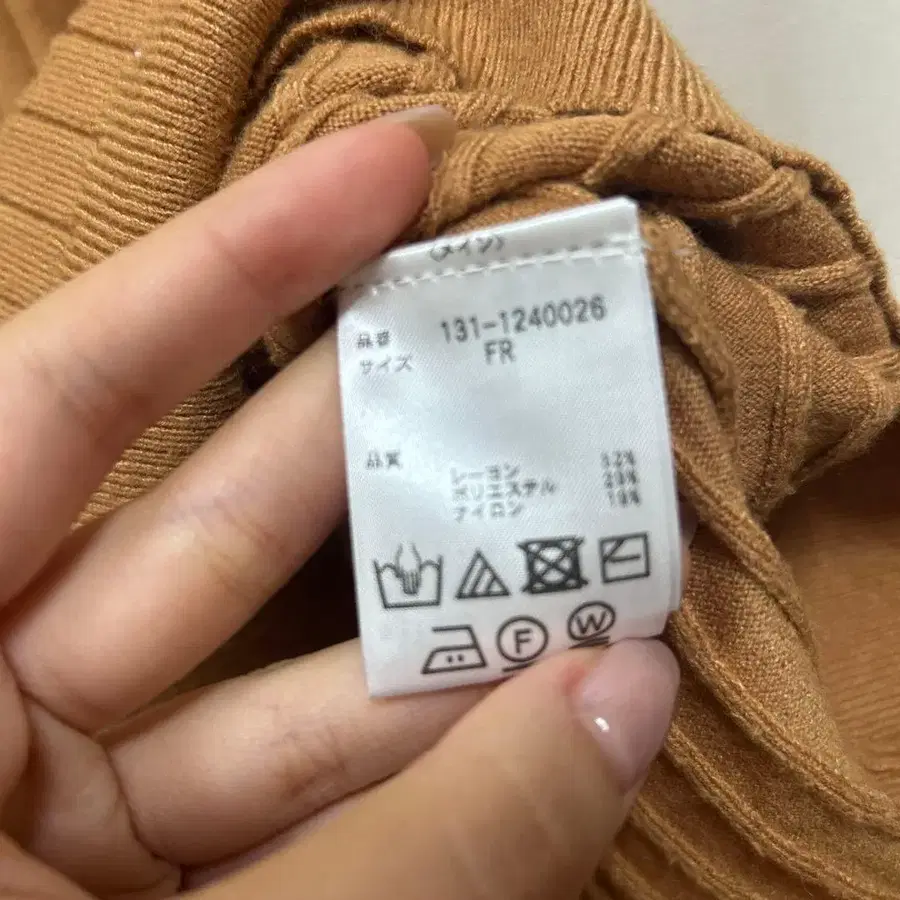 (メイン)
品番 131-1240026
サイズ FR
品質 レーヨン 52%
ポリエステル
ナイロン
F
W